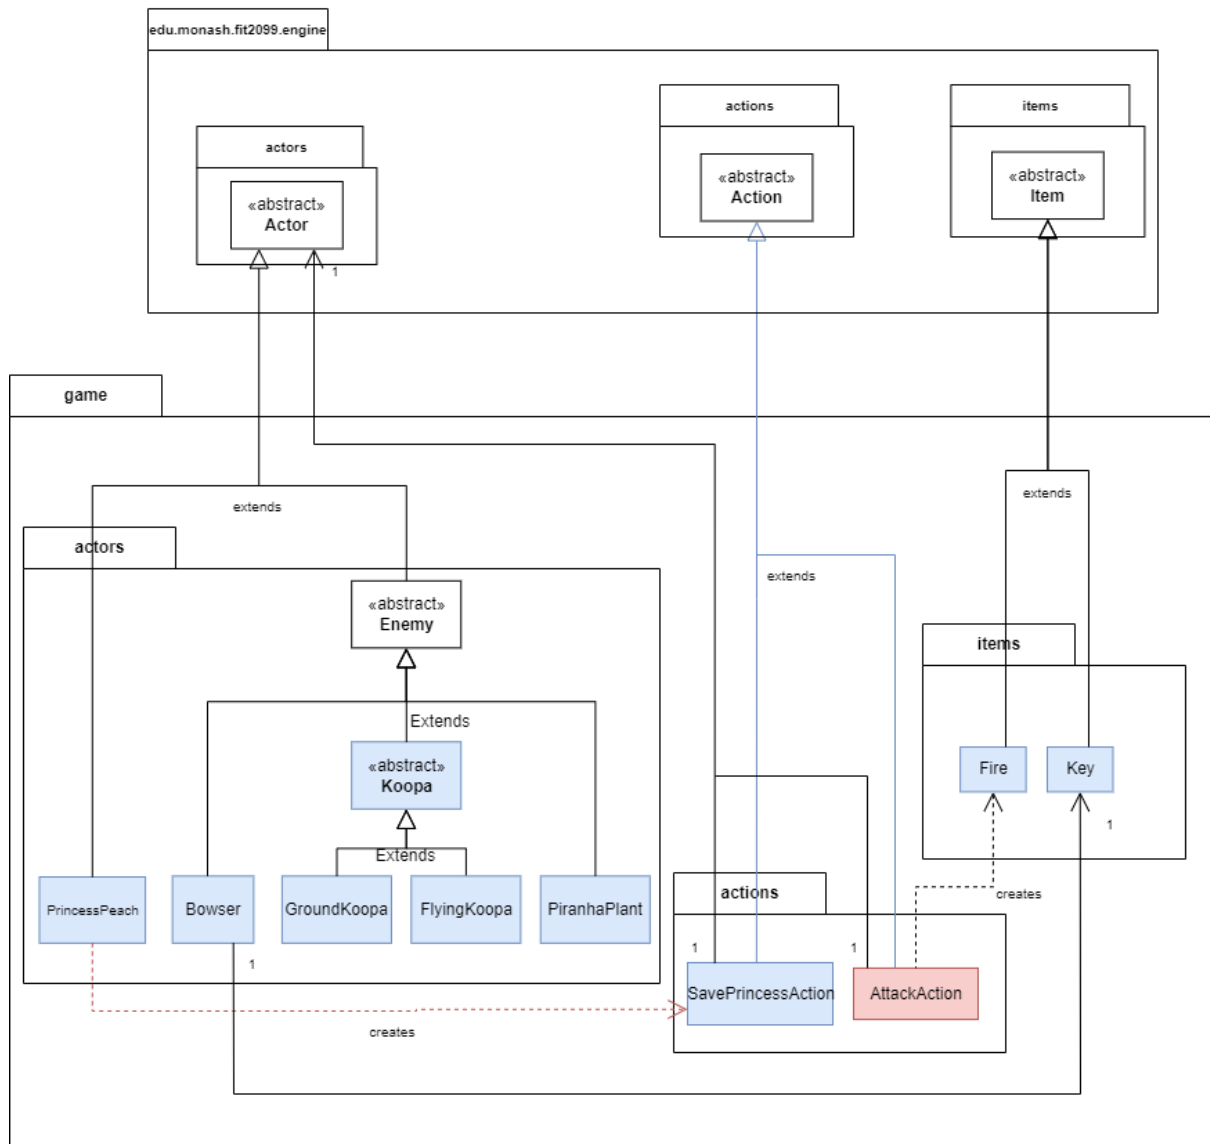 edu.monash.fit2099.engine
actions
items
actors
«abstract»
Action
«abstract»
Item
«abstract»
Actor
1
game
extends
extends
actors
extends
«abstract»
Enemy
items
Extends
«abstract»
Koopa
Fire
Key
1
Extends
actions
creates
PrincessPeach
Bowser
GroundKoopa
FlyingKoopa
PiranhaPlant
1
1
1
SavePrincessAction
AttackAction
creates